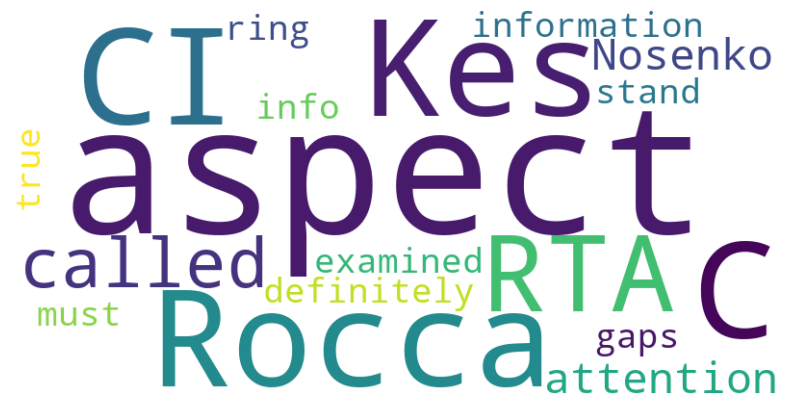 CI ring Kes information
Nosenko
info stand
true aspect
called examined RTA C
definitely
must Rocca gaps
attention